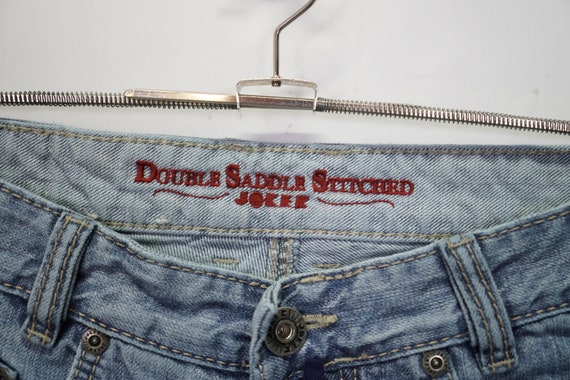 DOUBLE SADDLE STITCHED
JOKER